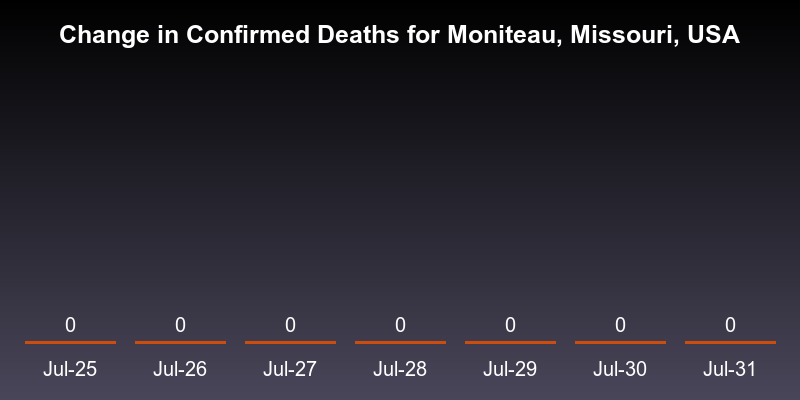 Change in Confirmed Deaths for Moniteau, Missouri, USA
0 0 0 0 0 0 0
Jul-25 Jul-26 Jul-27 Jul-28 Jul-29 Jul-30 Jul-31